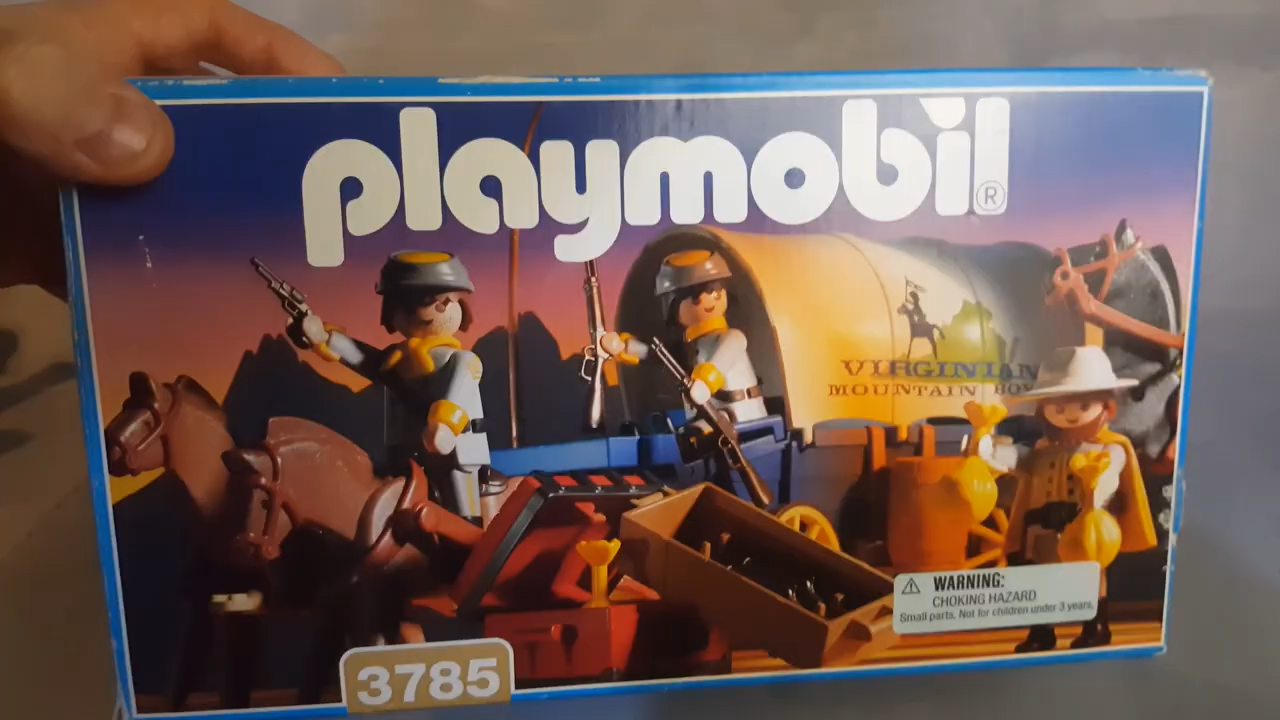 playmobil
®
VIRGINIAN
MOUNTAIN BOY
WARNING:
CHOKING HAZARD
Small parts. Not for children under 3 years.
3785